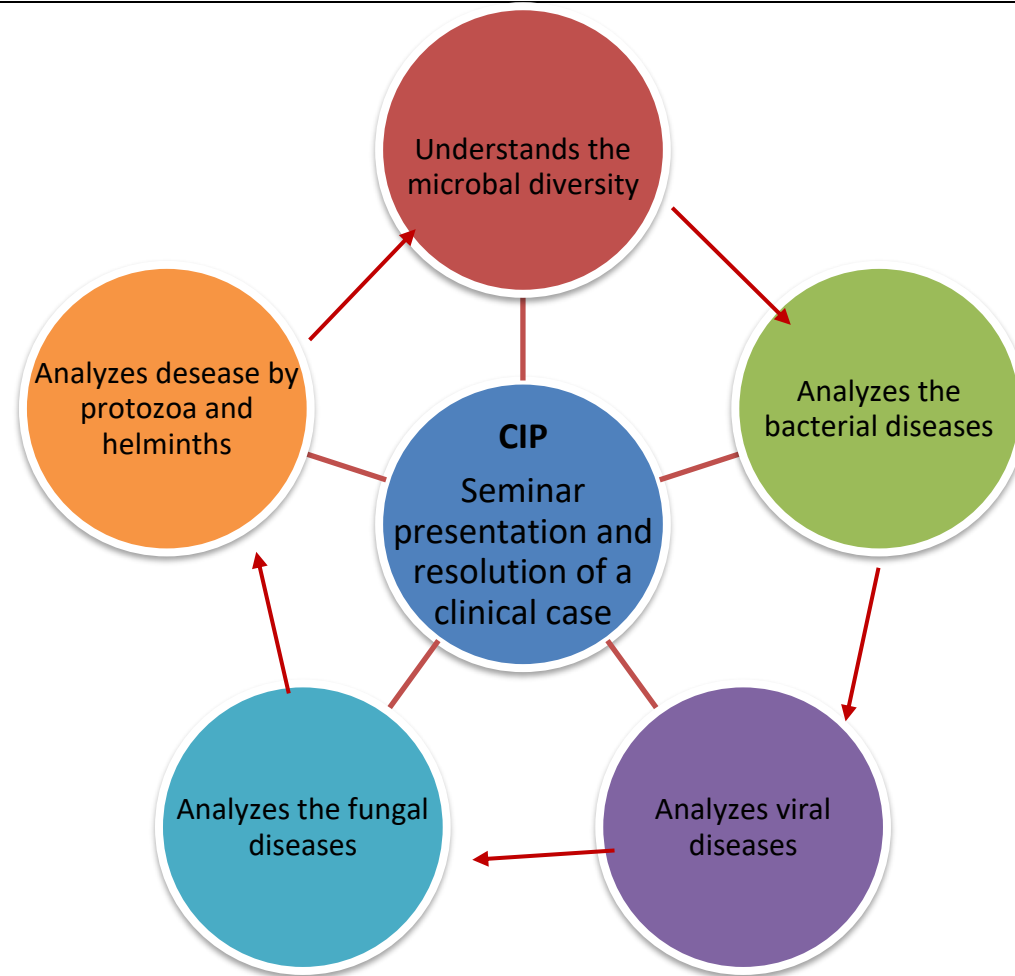 Understands the
microbal diversity
Analyzes the
bacterial diseases
Analyzes viral
diseases
Analyzes the fungal
diseases
Analyzes desease by
protozoa and
helminths
CIP
Seminar
presentation and
resolution of a
clinical case